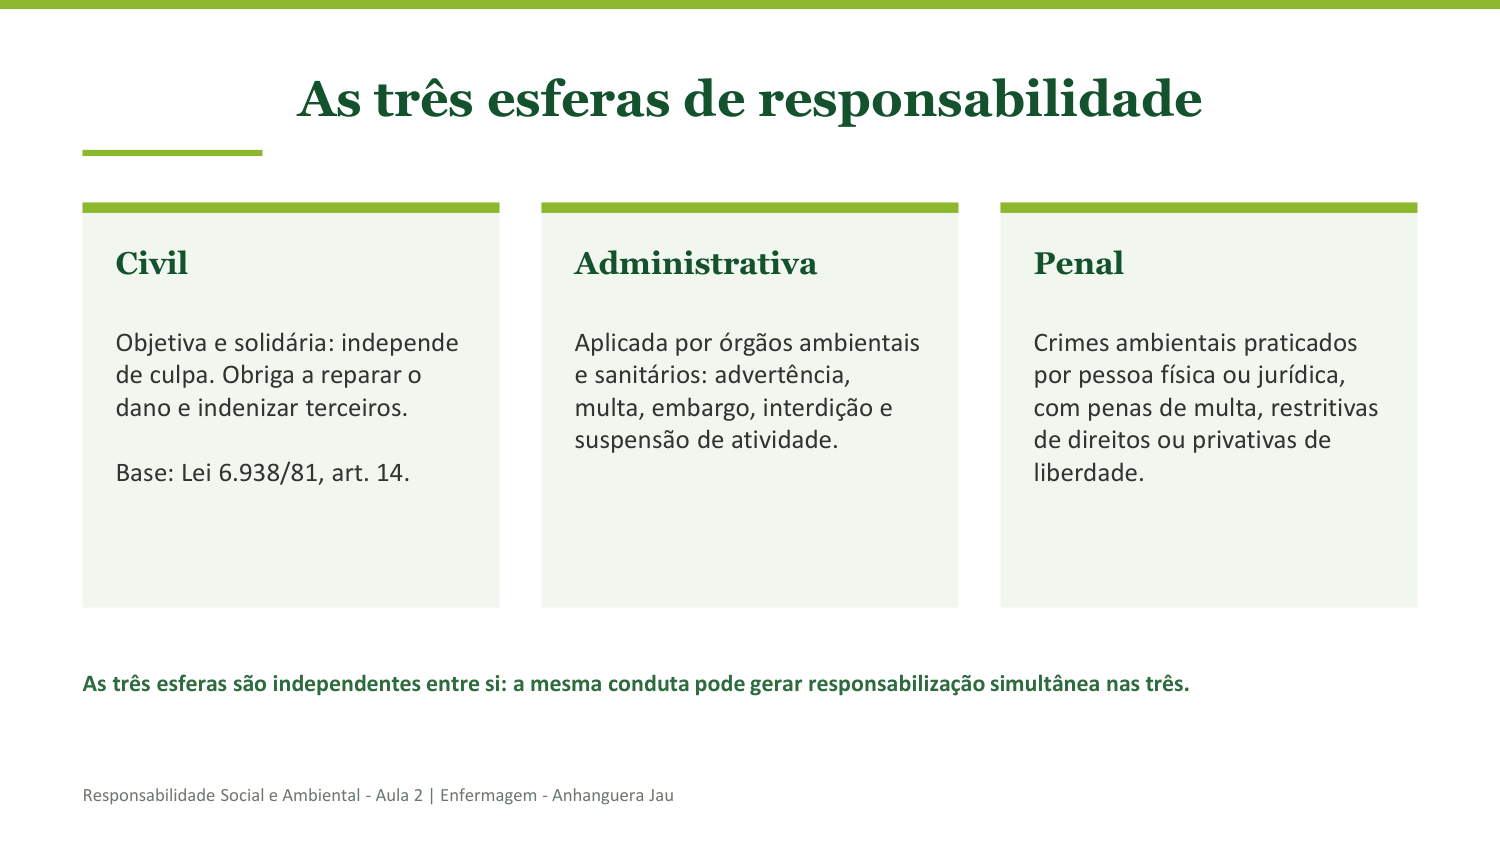 As três esferas de responsabilidade
Civil
Objetiva e solidária: independe
de culpa. Obriga a reparar o
dano e indenizar terceiros.
Base: Lei 6.938/81, art. 14.
Administrativa
Aplicada por órgãos ambientais
e sanitários: advertência,
multa, embargo, interdição e
suspensão de atividade.
Penal
Crimes ambientais praticados
por pessoa física ou jurídica,
com penas de multa, restritivas
de direitos ou privativas de
liberdade.
As três esferas são independentes entre si: a mesma conduta pode gerar responsabilização simultânea nas três.
Responsabilidade Social e Ambiental - Aula 2 | Enfermagem - Anhanguera Jau